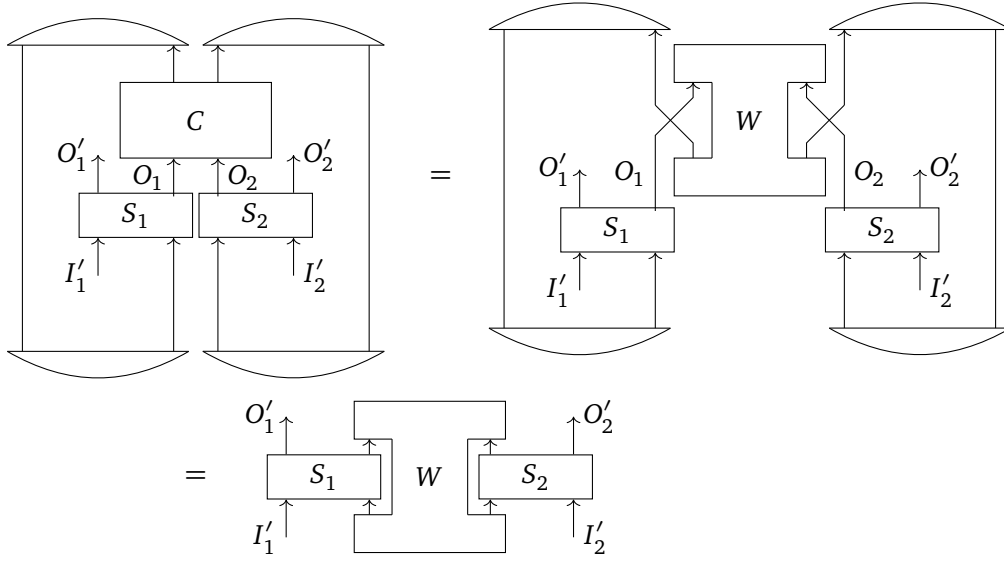 C
W
O′₁ O₁ O₂ O′₂ = O′₁ O₁ O₂ O′₂
S₁ S₂ S₁ S₂
I′₁ I′₂ I′₁ I′₂
O′₁ O′₂
= S₁ W S₂
I′₁ I′₂